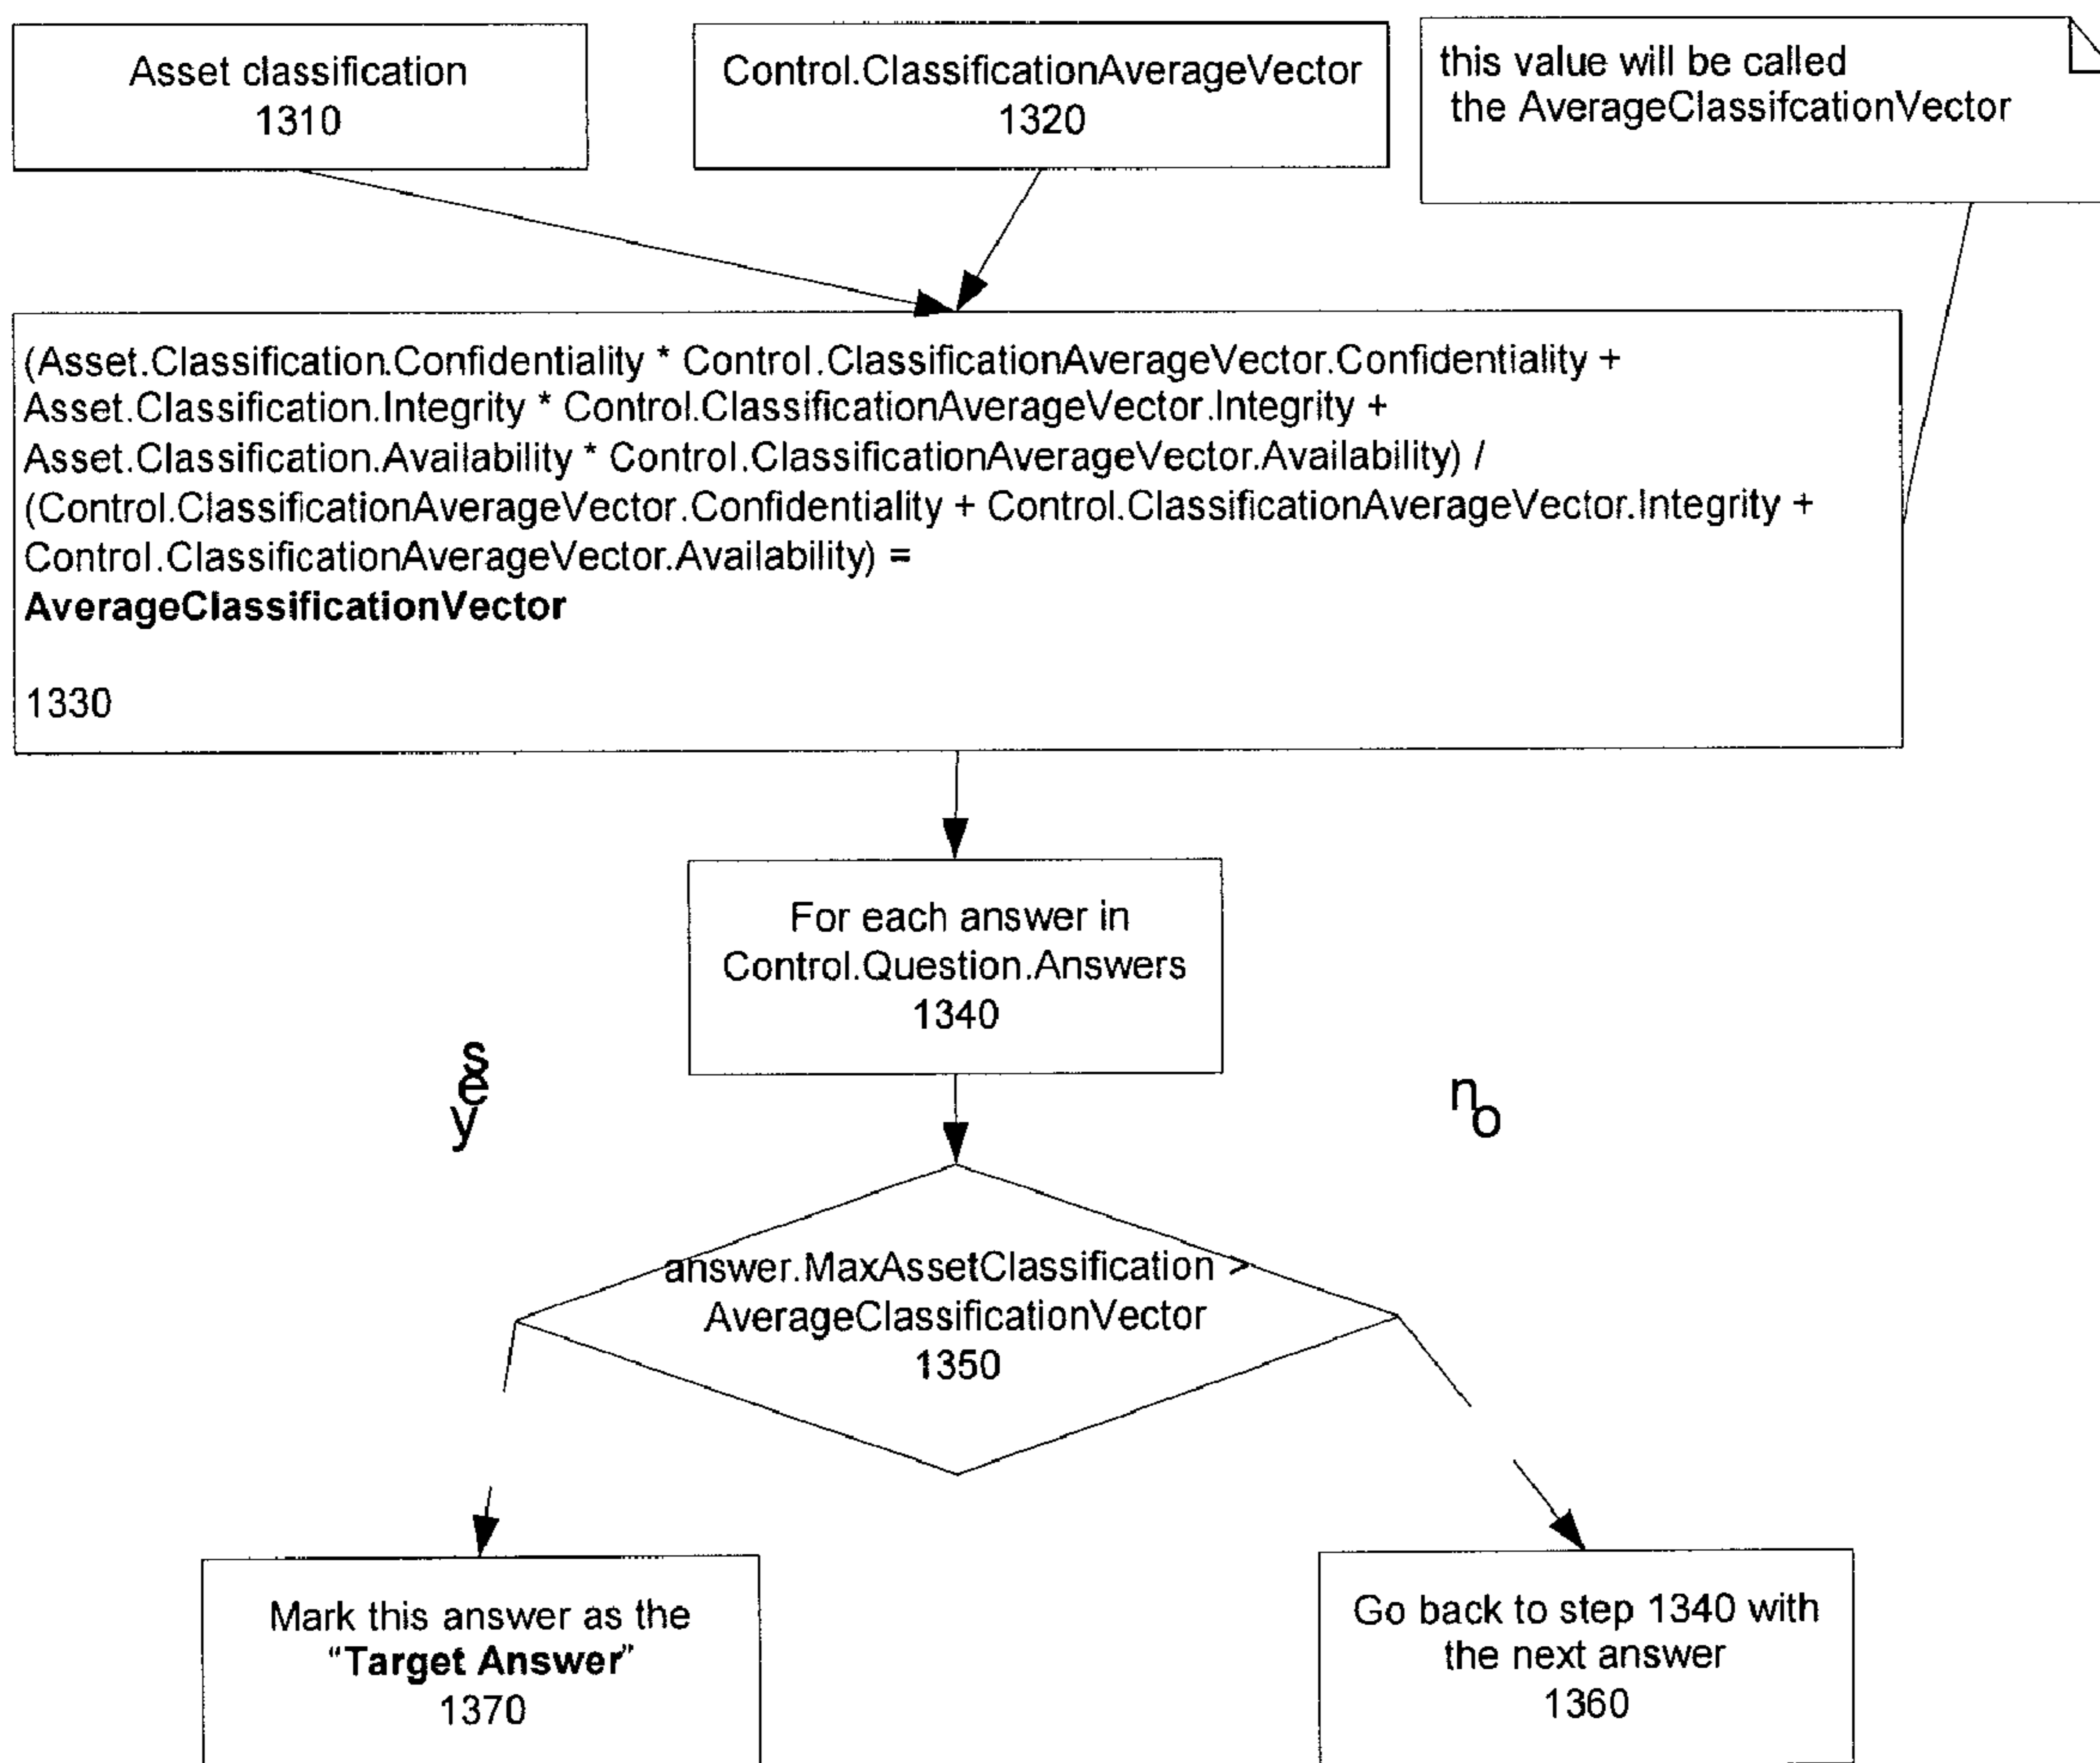 Asset classification
1310
Control.ClassificationAverageVector
1320
this value will be called
the AverageClassifcationVector
(Asset.Classification.Confidentiality * Control.ClassificationAverageVector.Confidentiality +
Asset.Classification.Integrity * Control.ClassificationAverageVector.Integrity +
Asset.Classification.Availability * Control.ClassificationAverageVector.Availability) /
(Control.ClassificationAverageVector.Confidentiality + Control.ClassificationAverageVector.Integrity +
Control.ClassificationAverageVector.Availability) =
AverageClassificationVector
1330
For each answer in
Control.Question.Answers
1340
yes
no
answer.MaxAssetClassification >
AverageClassificationVector
1350
Mark this answer as the
“Target Answer”
1370
Go back to step 1340 with
the next answer
1360